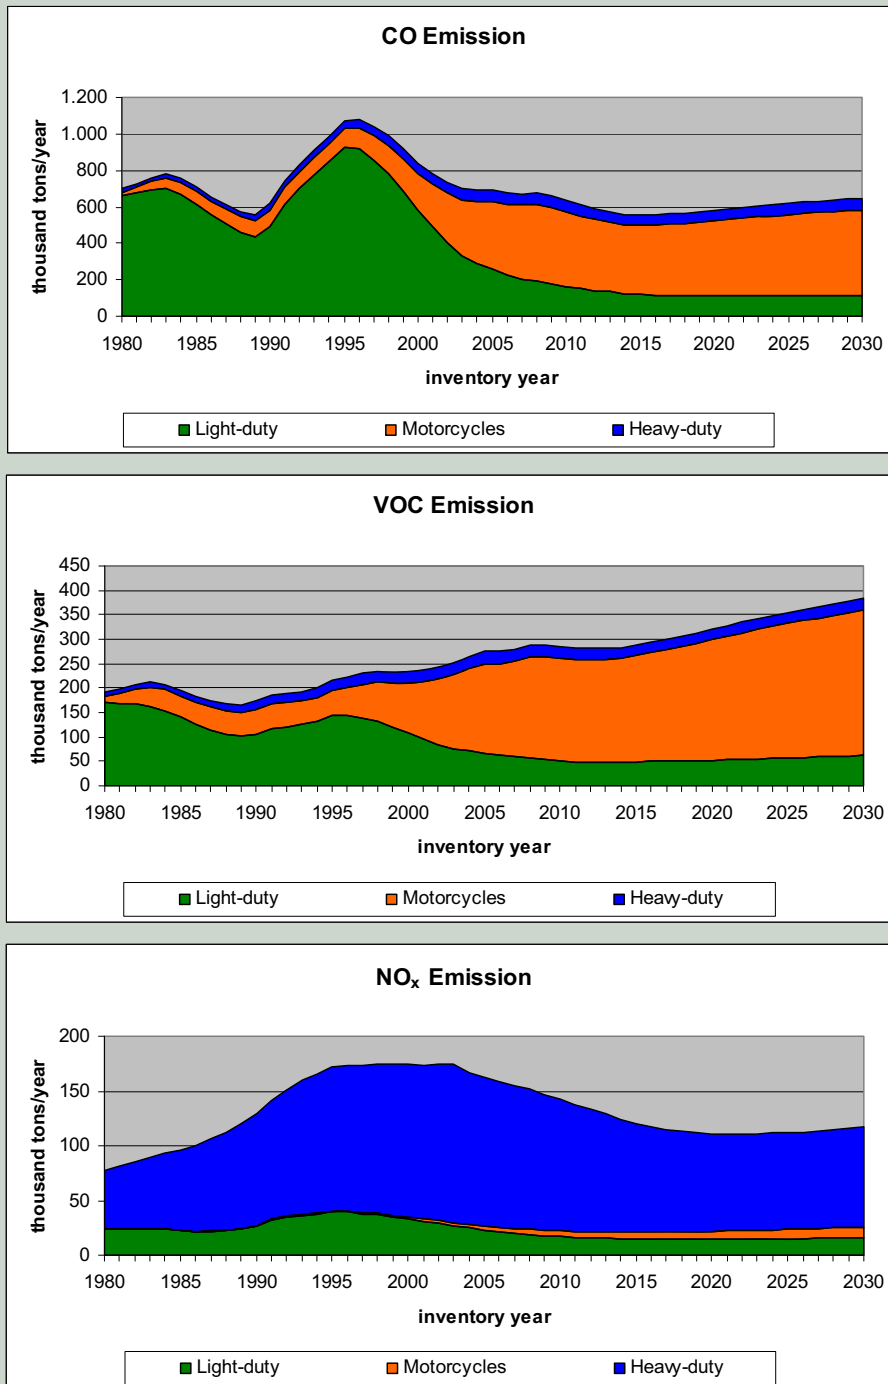 CO Emission
1.200
1.000
800
600
400
200
0
thousand tons/year
1980 1985 1990 1995 2000 2005 2010 2015 2020 2025 2030
inventory year
Light-duty Motorcycles Heavy-duty
VOC Emission
450
400
350
300
250
200
150
100
50
0
thousand tons/year
1980 1985 1990 1995 2000 2005 2010 2015 2020 2025 2030
inventory year
Light-duty Motorcycles Heavy-duty
NOₓ Emission
200
150
100
50
0
thousand tons/year
1980 1985 1990 1995 2000 2005 2010 2015 2020 2025 2030
inventory year
Light-duty Motorcycles Heavy-duty